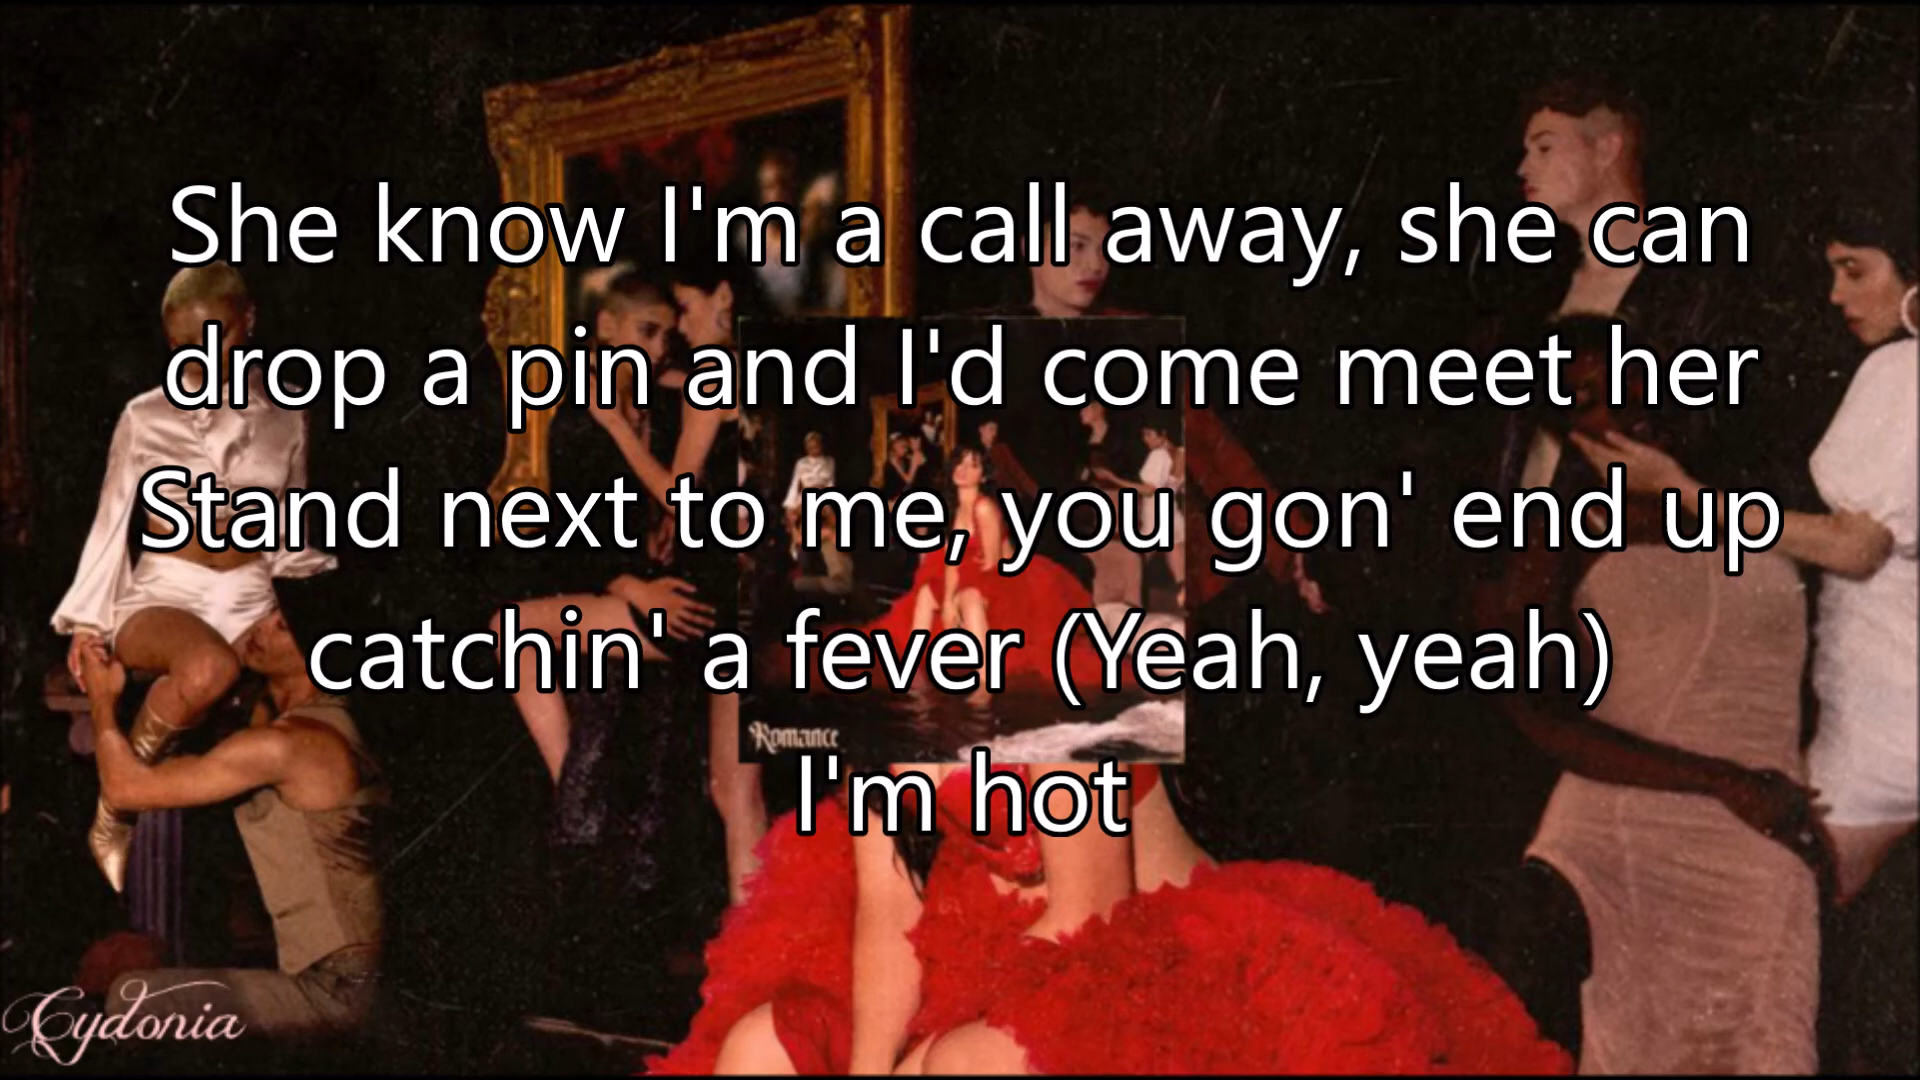 She know I'm a call away, she can
drop a pin and I'd come meet her
Stand next to me, you gon' end up
catchin' a fever (Yeah, yeah)
Romance
I'm hot
Cydonia